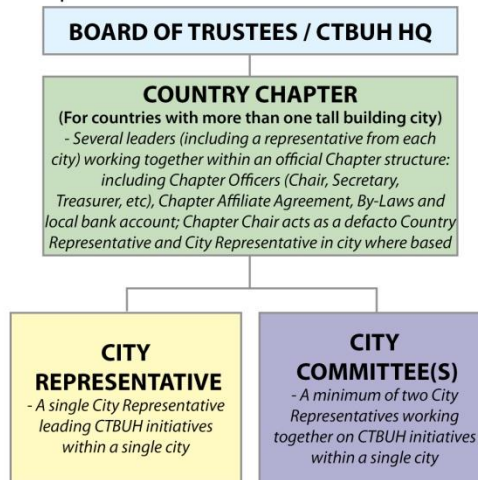 BOARD OF TRUSTEES / CTBUH HQ
COUNTRY CHAPTER
(For countries with more than one tall building city)
- Several leaders (including a representative from each
city) working together within an official Chapter structure:
including Chapter Officers (Chair, Secretary,
Treasurer, etc), Chapter Affiliate Agreement, By-Laws and
local bank account; Chapter Chair acts as a defacto Country
Representative and City Representative in city where based
CITY
REPRESENTATIVE
- A single City Representative
leading CTBUH initiatives
within a single city
CITY
COMMITTEE(S)
- A minimum of two City
Representatives working
together on CTBUH initiatives
within a single city